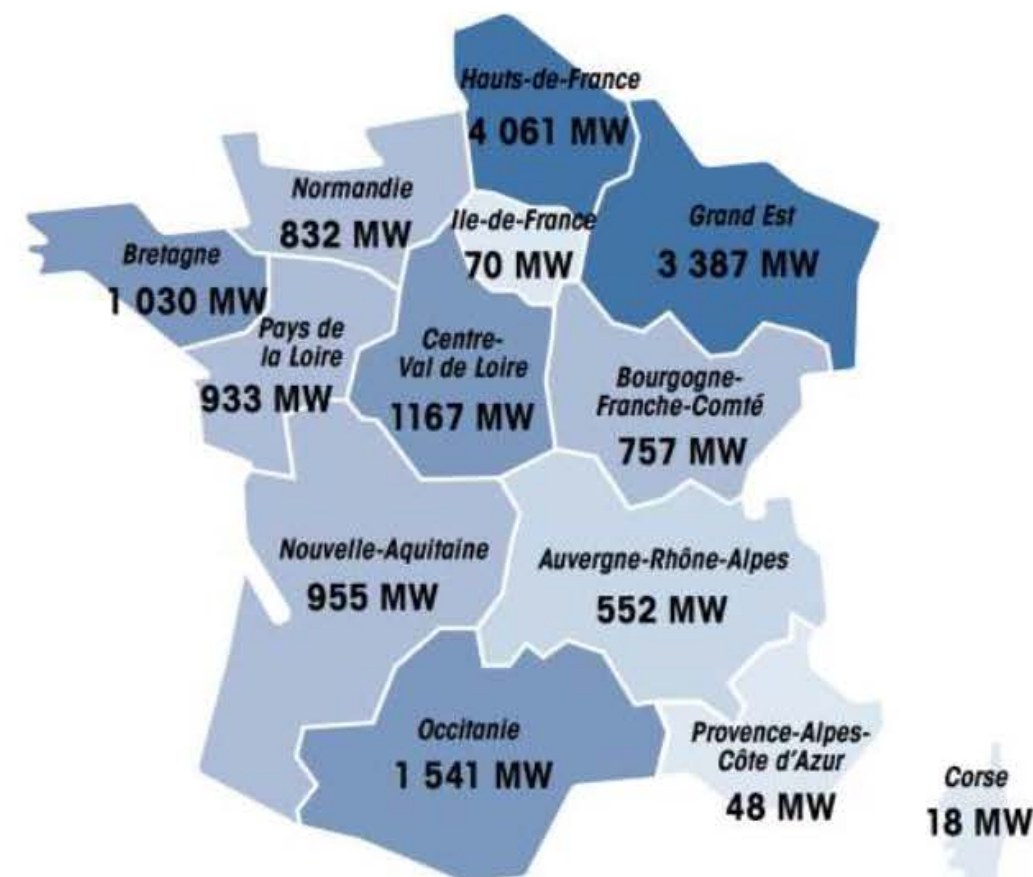 Hauts-de-France
4 061 MW
Normandie
832 MW
Ile-de-France
70 MW
Grand Est
3 387 MW
Bretagne
1 030 MW
Pays de
la Loire
933 MW
Centre-
Val de Loire
1167 MW
Bourgogne-
Franche-Comté
757 MW
Nouvelle-Aquitaine
955 MW
Auvergne-Rhône-Alpes
552 MW
Occitanie
1 541 MW
Provence-Alpes-
Côte d'Azur
48 MW
Corse
18 MW